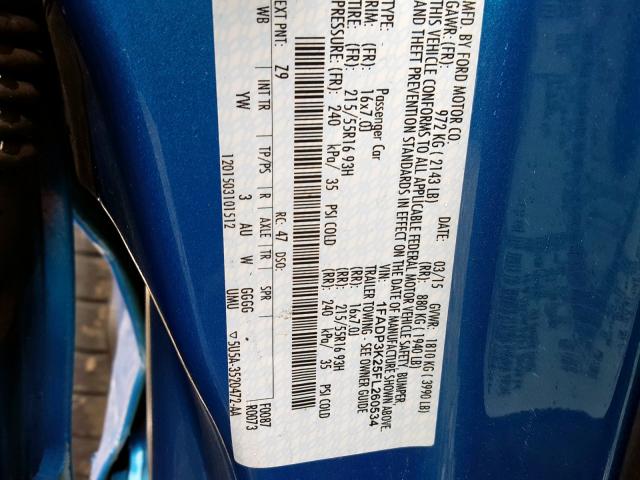 MFD. BY FORD MOTOR CO.
DATE: 03/15 GVWR: 1810 KG ( 3990 LB)
GAWR: (FR): 972 KG ( 2143 LB) (RR): 880 KG ( 1940 LB)
THIS VEHICLE CONFORMS TO ALL APPLICABLE FEDERAL MOTOR VEHICLE SAFETY, BUMPER
AND THEFT PREVENTION STANDARDS IN EFFECT ON THE DATE OF MANUFACTURE SHOWN ABOVE.
VIN: 1FADP3K25FL260534
TYPE: Passenger Car TRAILER TOWING - SEE OWNER GUIDE
RIM: (FR): 16x7.0J (RR): 16x7.0J
TIRE: (FR): 215/55R16 93H (RR): 215/55R16 93H
PRESSURE: (FR): 240 kPa/ 35 PSI COLD (RR): 240 kPa/ 35 PSI COLD
EXT PNT: Z9 RC: 47 DSO: F0087
R0073
WB INT TR TP/PS R AXLE TR SPR
YW 3 AU W GGGG UMU
1201503101512 5U5A-3520472-AA